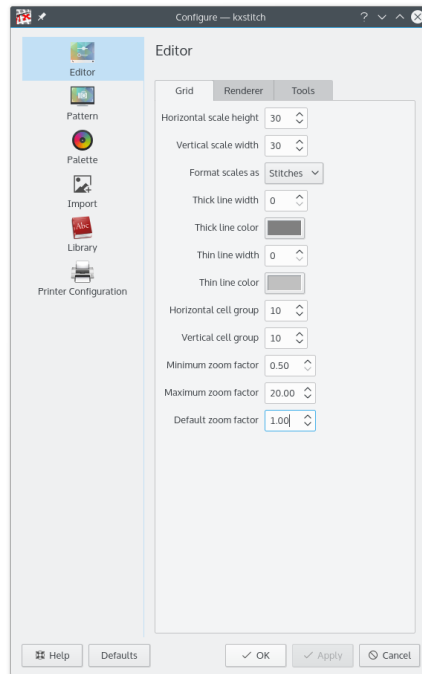 Configure — kxstitch
?
Editor
Pattern
Palette
Import
Abc
Library
Printer Configuration
Editor
Grid Renderer Tools
Horizontal scale height 30
Vertical scale width 30
Format scales as Stitches
Thick line width 0
Thick line color
Thin line width 0
Thin line color
Horizontal cell group 10
Vertical cell group 10
Minimum zoom factor 0.50
Maximum zoom factor 20.00
Default zoom factor 1.00
Help Defaults OK Apply Cancel